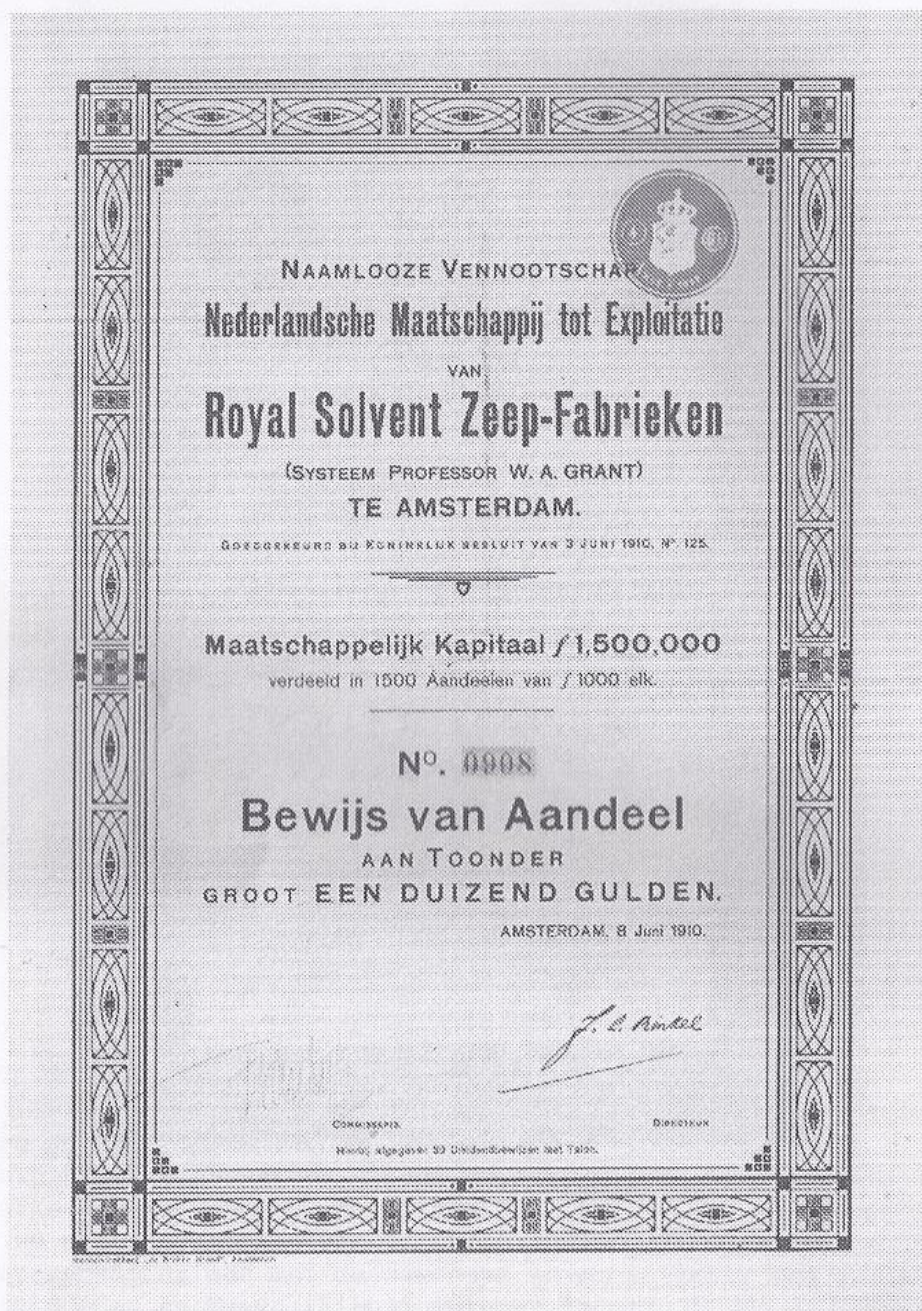 NAAMLOOZE VENNOOTSCHAP
Nederlandsche Maatschappij tot Exploitatie
VAN
Royal Solvent Zeep-Fabrieken
(SYSTEEM PROFESSOR W. A. GRANT)
TE AMSTERDAM.
GOEDGEKEURD BIJ KONINKLIJK BESLUIT VAN 3 JUNI 1910, No. 125.
Maatschappelijk Kapitaal ƒ 1,500,000
verdeeld in 1500 Aandeelen van ƒ 1000 elk.
No. 0908
Bewijs van Aandeel
AAN TOONDER
GROOT EEN DUIZEND GULDEN.
AMSTERDAM, 8 Juni 1910.
J. C. Rinkel
COMMISSARIS. DIRECTEUR
Hierbij afgegeven 30 Dividendbewijzen met Talon.